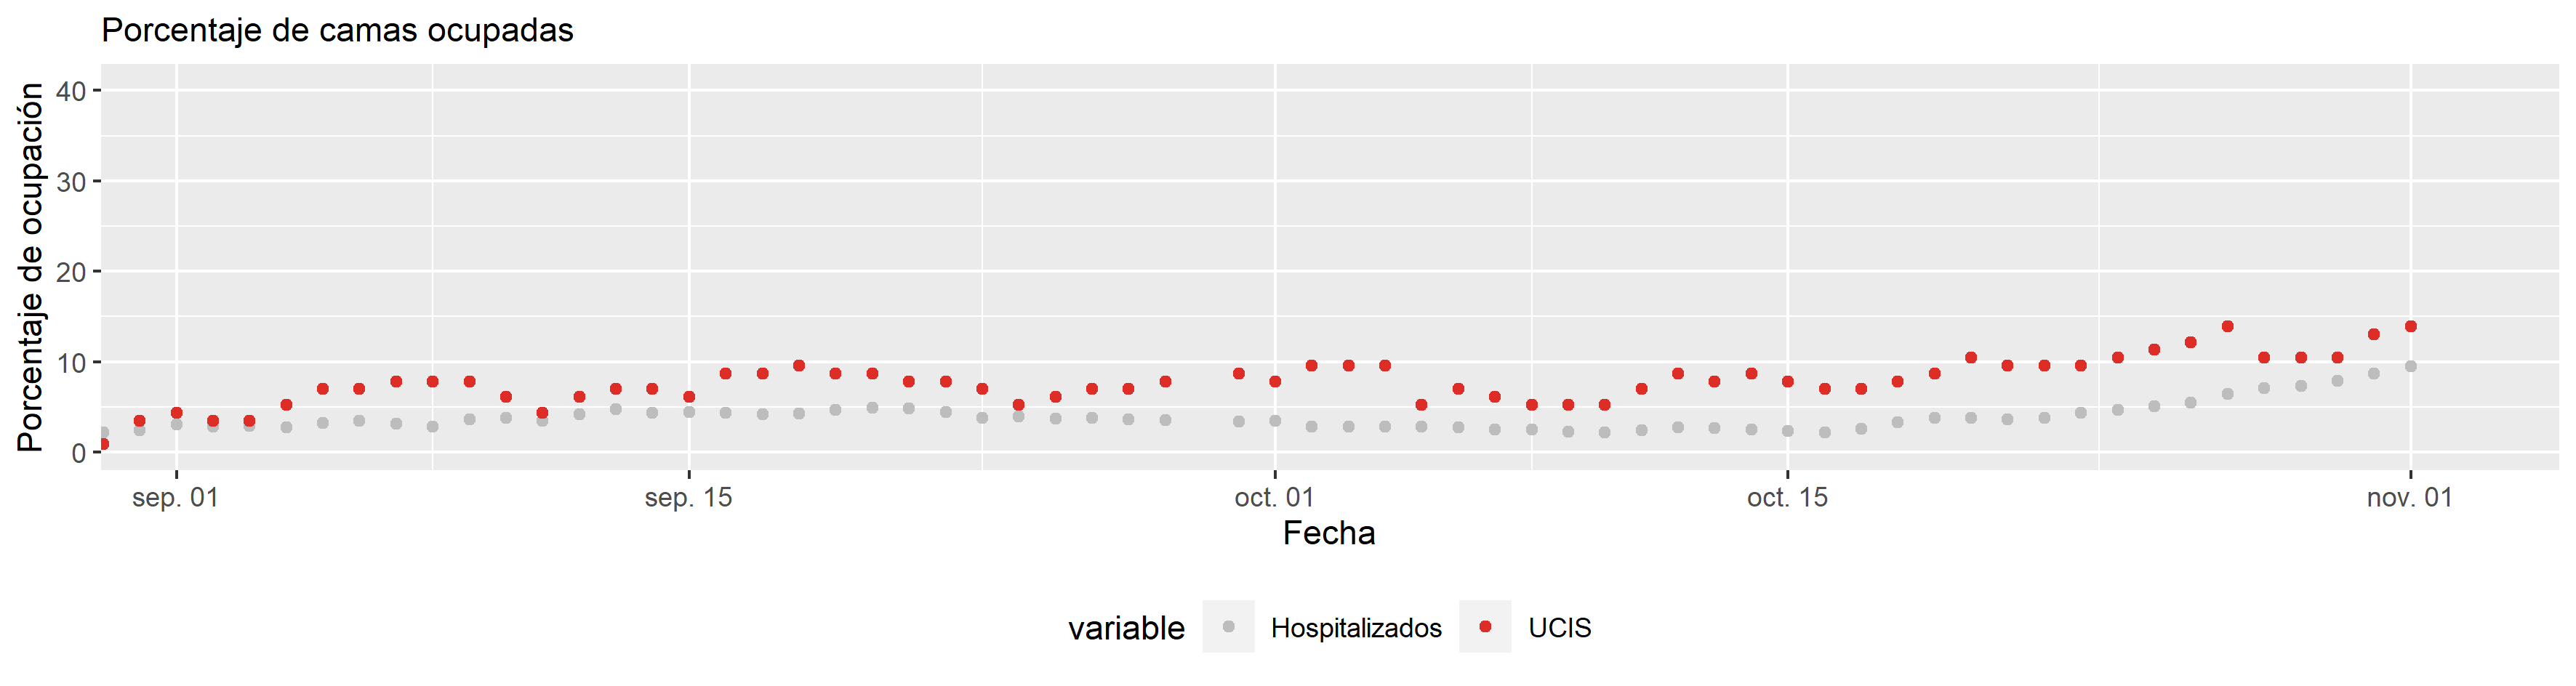 Porcentaje de camas ocupadas
Porcentaje de ocupación
40
30
20
10
0
sep. 01 sep. 15 oct. 01 oct. 15 nov. 01
Fecha
variable Hospitalizados UCIS